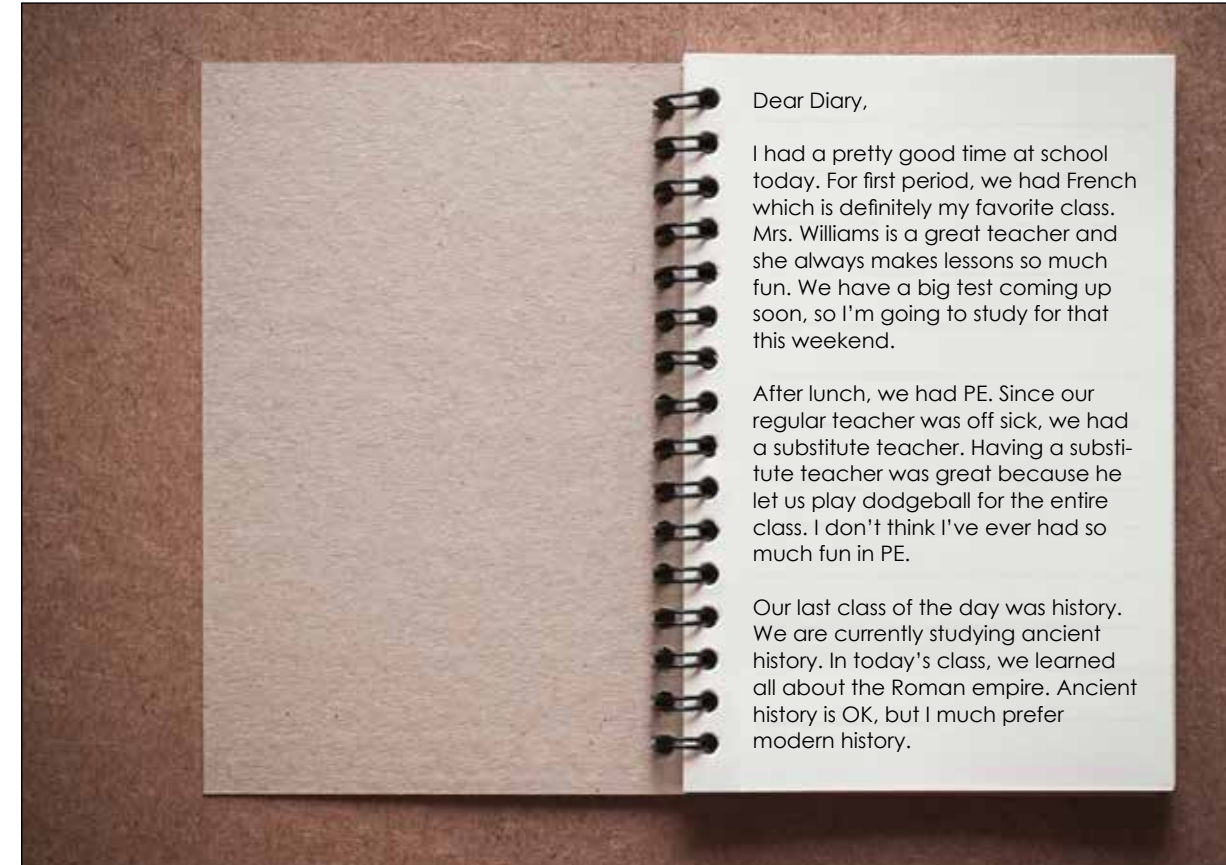 Dear Diary,
I had a pretty good time at school
today. For first period, we had French
which is definitely my favorite class.
Mrs. Williams is a great teacher and
she always makes lessons so much
fun. We have a big test coming up
soon, so I'm going to study for that
this weekend.
After lunch, we had PE. Since our
regular teacher was off sick, we had
a substitute teacher. Having a substi-
tute teacher was great because he
let us play dodgeball for the entire
class. I don't think I've ever had so
much fun in PE.
Our last class of the day was history.
We are currently studying ancient
history. In today's class, we learned
all about the Roman empire. Ancient
history is OK, but I much prefer
modern history.